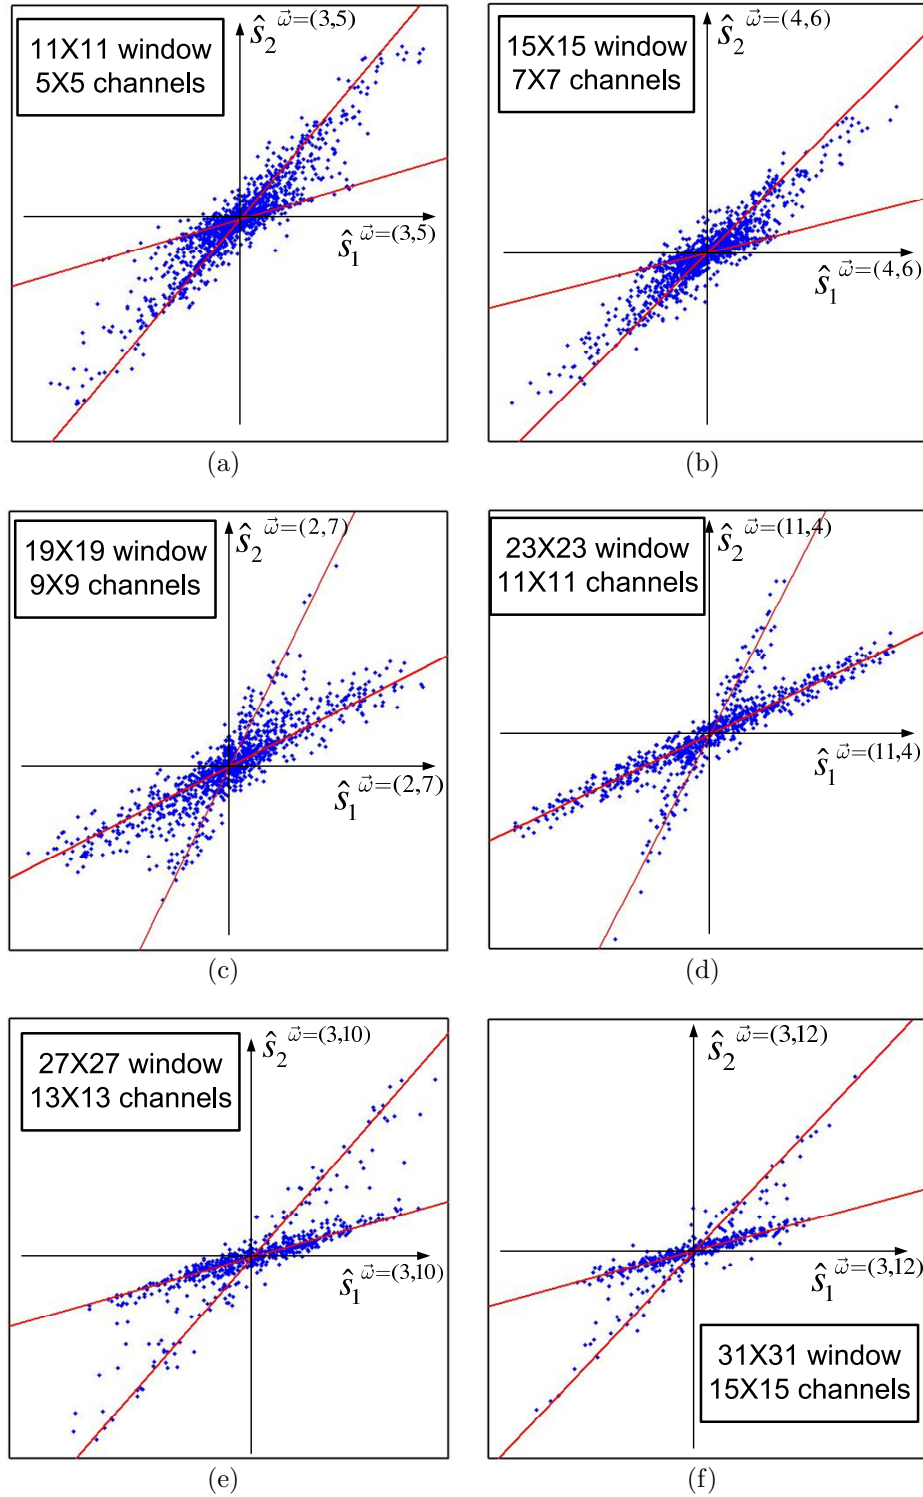 11X11 window
5X5 channels
ŝ₂ ω⃗=(3,5)
ŝ₁ ω⃗=(3,5)
(a)
15X15 window
7X7 channels
ŝ₂ ω⃗=(4,6)
ŝ₁ ω⃗=(4,6)
(b)
19X19 window
9X9 channels
ŝ₂ ω⃗=(2,7)
ŝ₁ ω⃗=(2,7)
(c)
23X23 window
11X11 channels
ŝ₂ ω⃗=(11,4)
ŝ₁ ω⃗=(11,4)
(d)
27X27 window
13X13 channels
ŝ₂ ω⃗=(3,10)
ŝ₁ ω⃗=(3,10)
(e)
ŝ₂ ω⃗=(3,12)
ŝ₁ ω⃗=(3,12)
31X31 window
15X15 channels
(f)